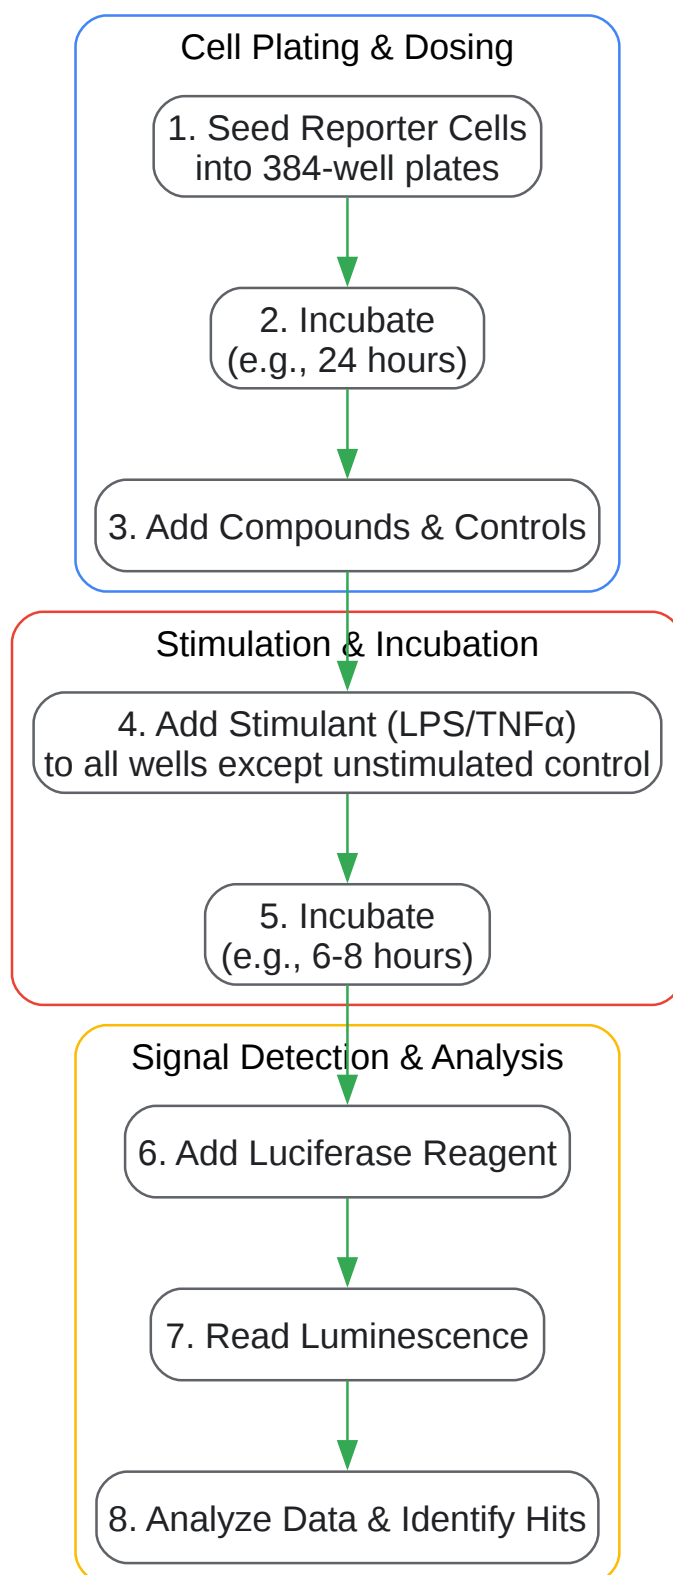 Cell Plating & Dosing
1. Seed Reporter Cells
into 384-well plates
2. Incubate
(e.g., 24 hours)
3. Add Compounds & Controls
Stimulation & Incubation
4. Add Stimulant (LPS/TNFα)
to all wells except unstimulated control
5. Incubate
(e.g., 6-8 hours)
Signal Detection & Analysis
6. Add Luciferase Reagent
7. Read Luminescence
8. Analyze Data & Identify Hits